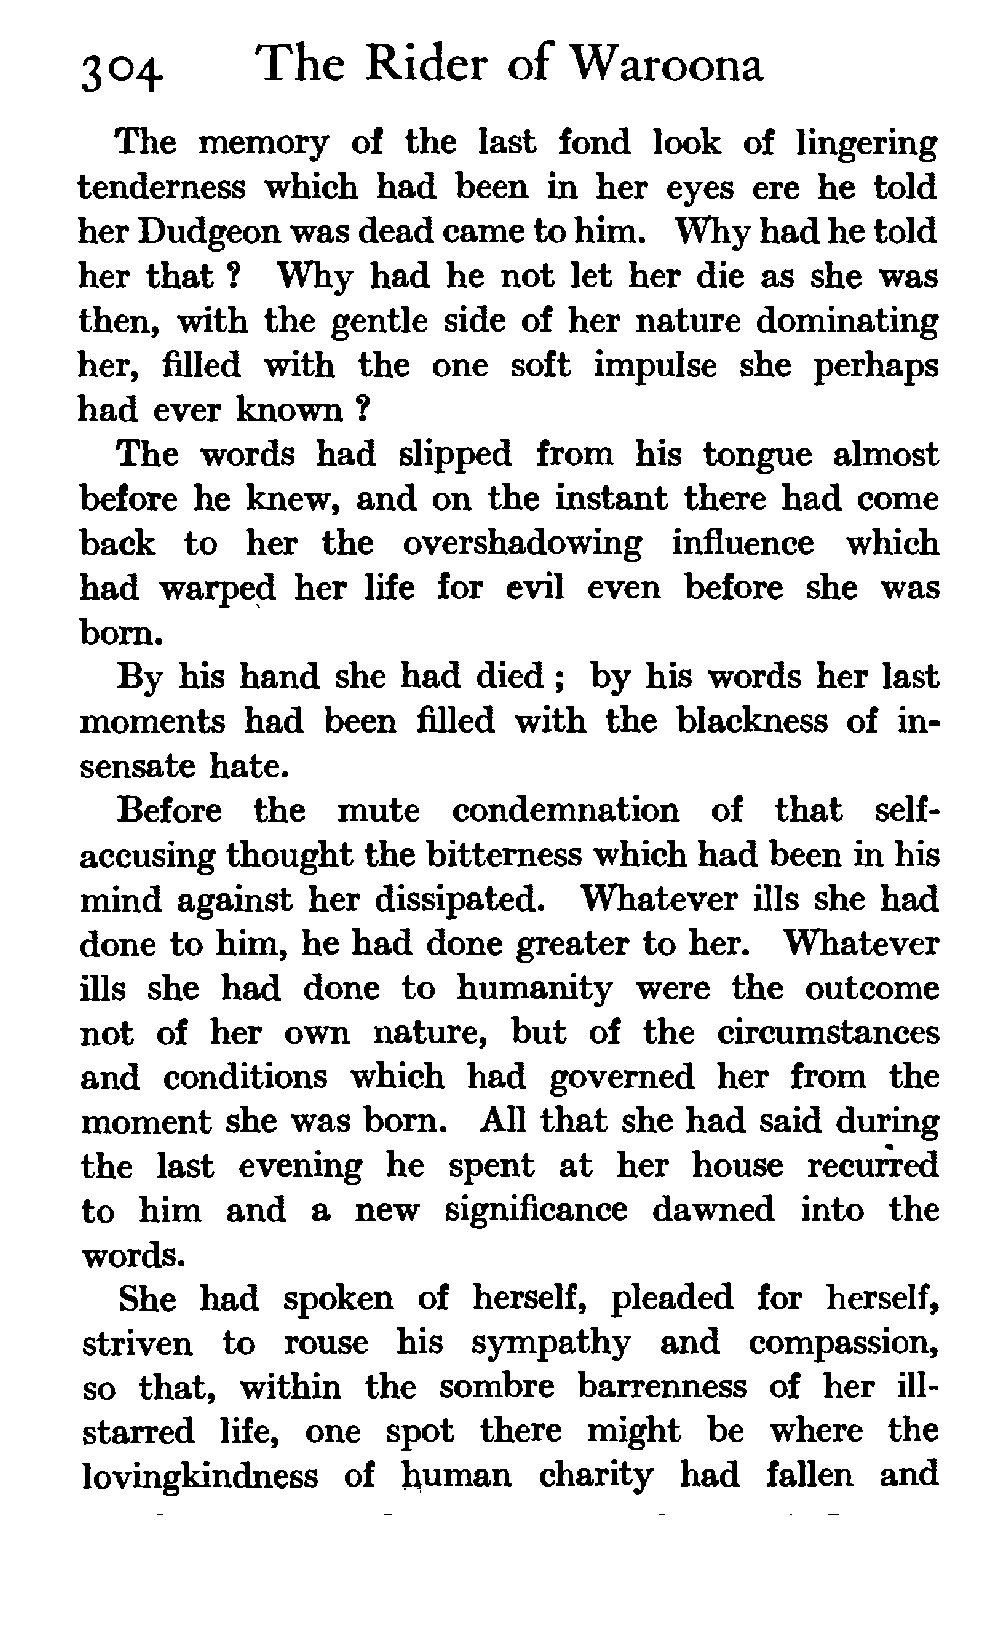 304 The Rider of Waroona
The memory of the last fond look of lingering
tenderness which had been in her eyes ere he told
her Dudgeon was dead came to him. Why had he told
her that ? Why had he not let her die as she was
then, with the gentle side of her nature dominating
her, filled with the one soft impulse she perhaps
had ever known ?
The words had slipped from his tongue almost
before he knew, and on the instant there had come
back to her the overshadowing influence which
had warped her life for evil even before she was
born.
By his hand she had died ; by his words her last
moments had been filled with the blackness of in-
sensate hate.
Before the mute condemnation of that self-
accusing thought the bitterness which had been in his
mind against her dissipated. Whatever ills she had
done to him, he had done greater to her. Whatever
ills she had done to humanity were the outcome
not of her own nature, but of the circumstances
and conditions which had governed her from the
moment she was born. All that she had said during
the last evening he spent at her house recurred
to him and a new significance dawned into the
words.
She had spoken of herself, pleaded for herself,
striven to rouse his sympathy and compassion,
so that, within the sombre barrenness of her ill-
starred life, one spot there might be where the
lovingkindness of human charity had fallen and